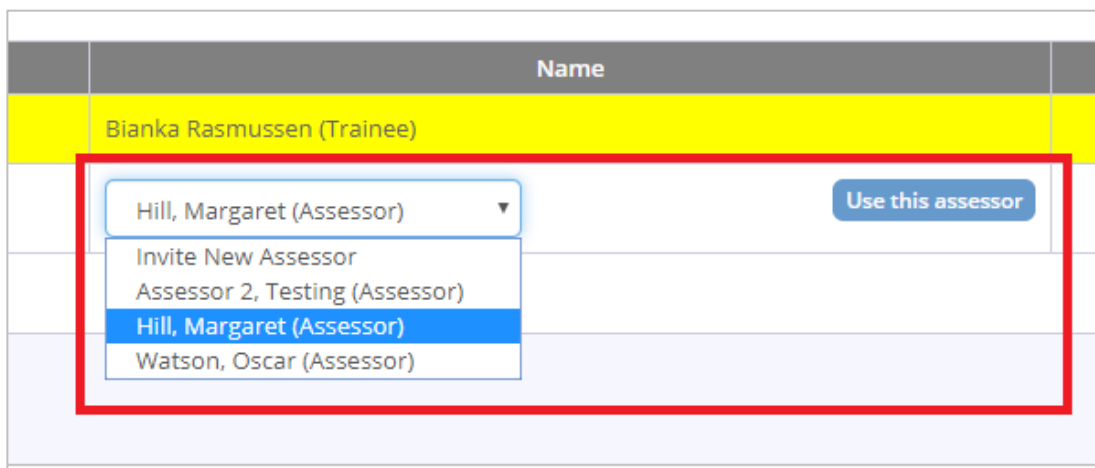 Name
Bianka Rasmussen (Trainee)
Hill, Margaret (Assessor)
Use this assessor
Invite New Assessor
Assessor 2, Testing (Assessor)
Hill, Margaret (Assessor)
Watson, Oscar (Assessor)